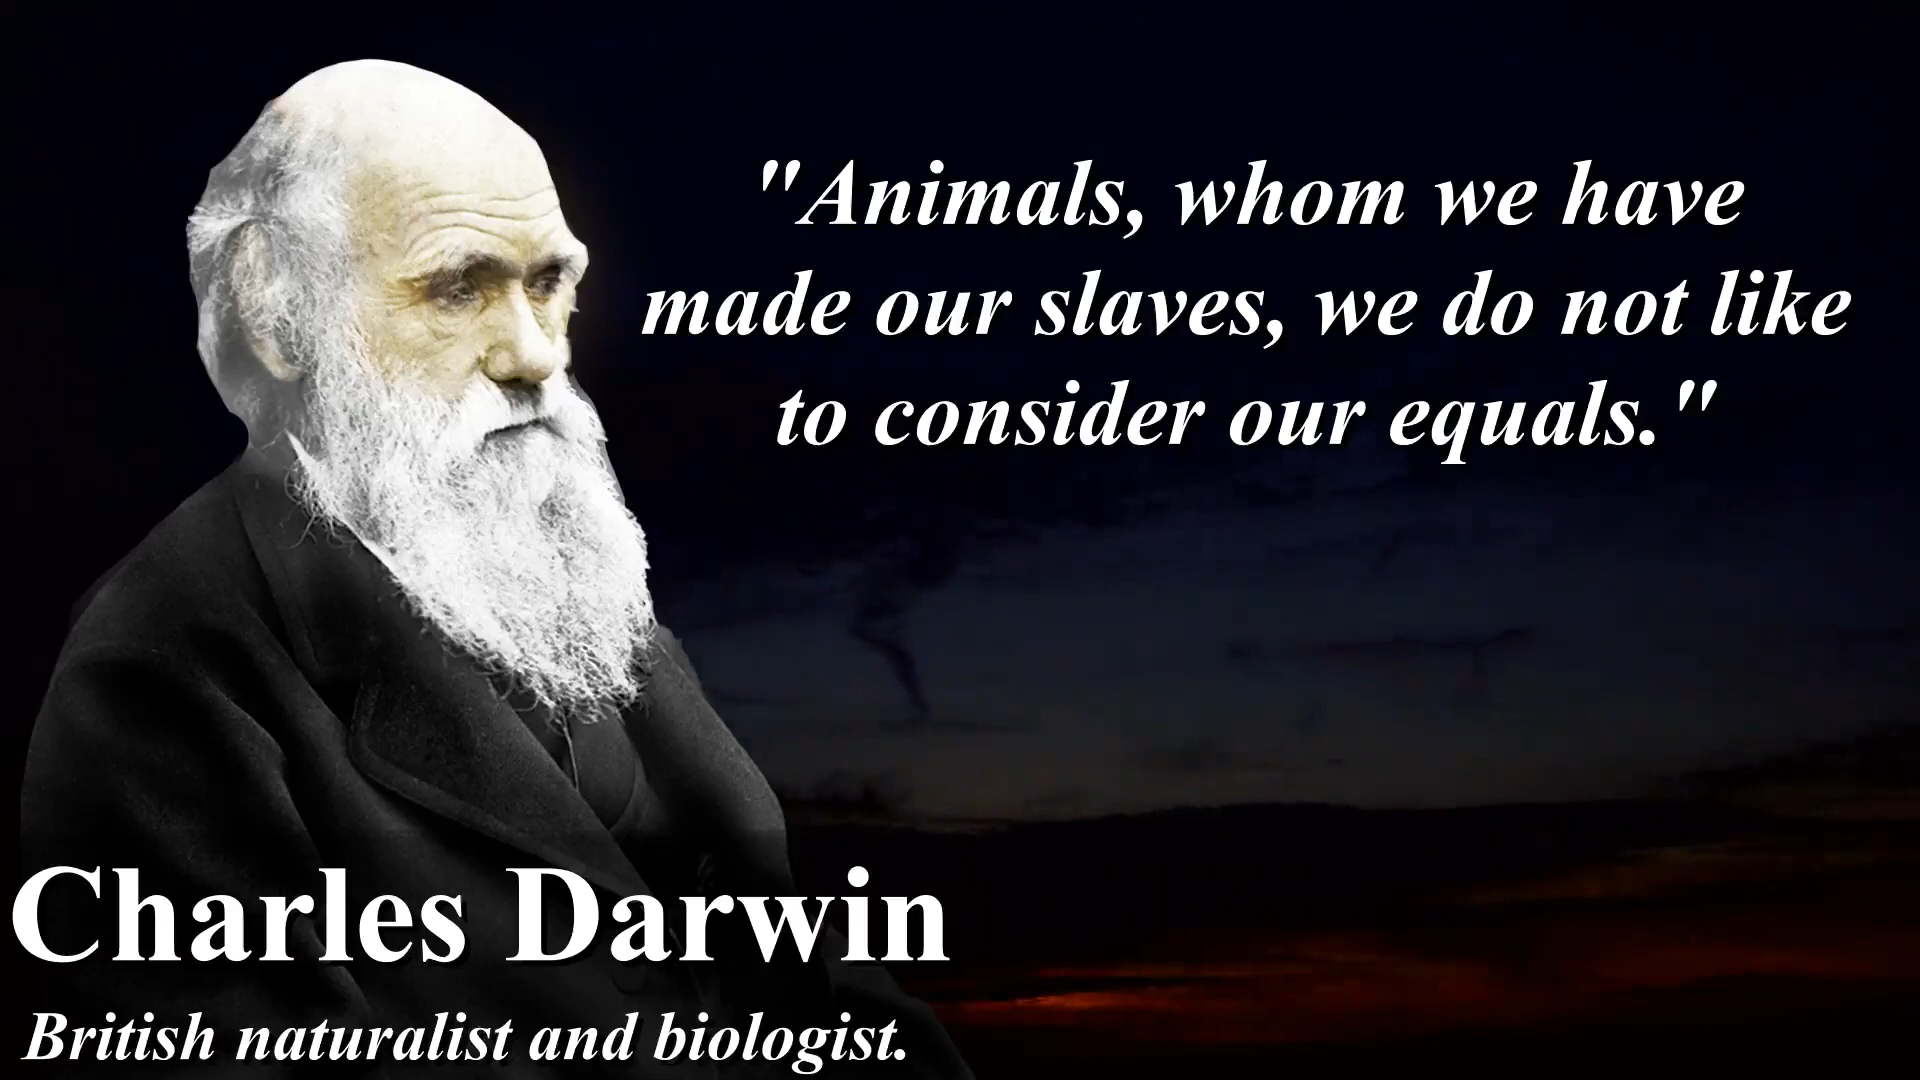 "Animals, whom we have
made our slaves, we do not like
to consider our equals."
Charles Darwin
British naturalist and biologist.